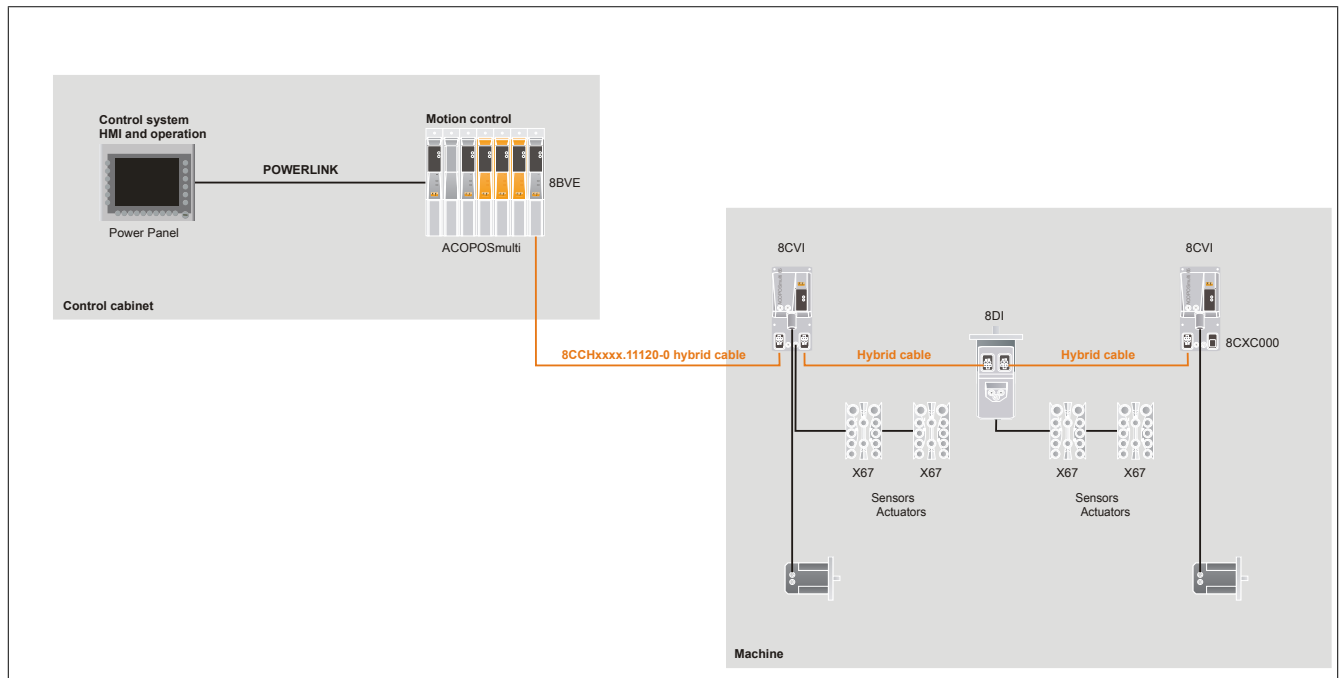 Control system
HMI and operation
Motion control
POWERLINK
8BVE
Power Panel
ACOPOSmulti
Control cabinet
8CVI
8CVI
8DI
8CXC000
8CCHxxxx.11120-0 hybrid cable
Hybrid cable
Hybrid cable
X67
X67
X67
X67
Sensors
Actuators
Sensors
Actuators
Machine